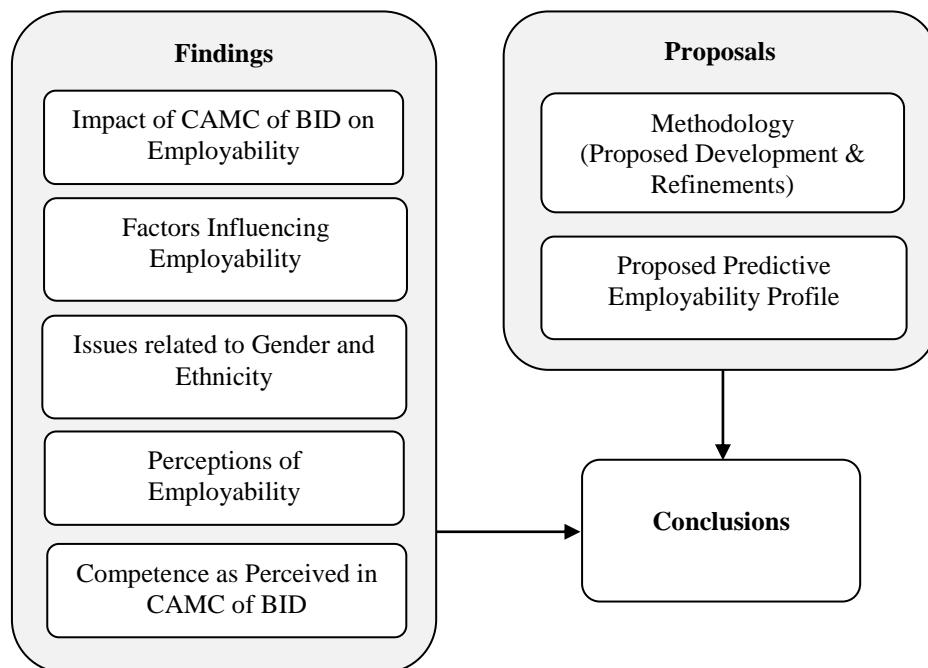 Findings
Impact of CAMC of BID on
Employability
Factors Influencing
Employability
Issues related to Gender and
Ethnicity
Perceptions of
Employability
Competence as Perceived in
CAMC of BID
Proposals
Methodology
(Proposed Development &
Refinements)
Proposed Predictive
Employability Profile
Conclusions